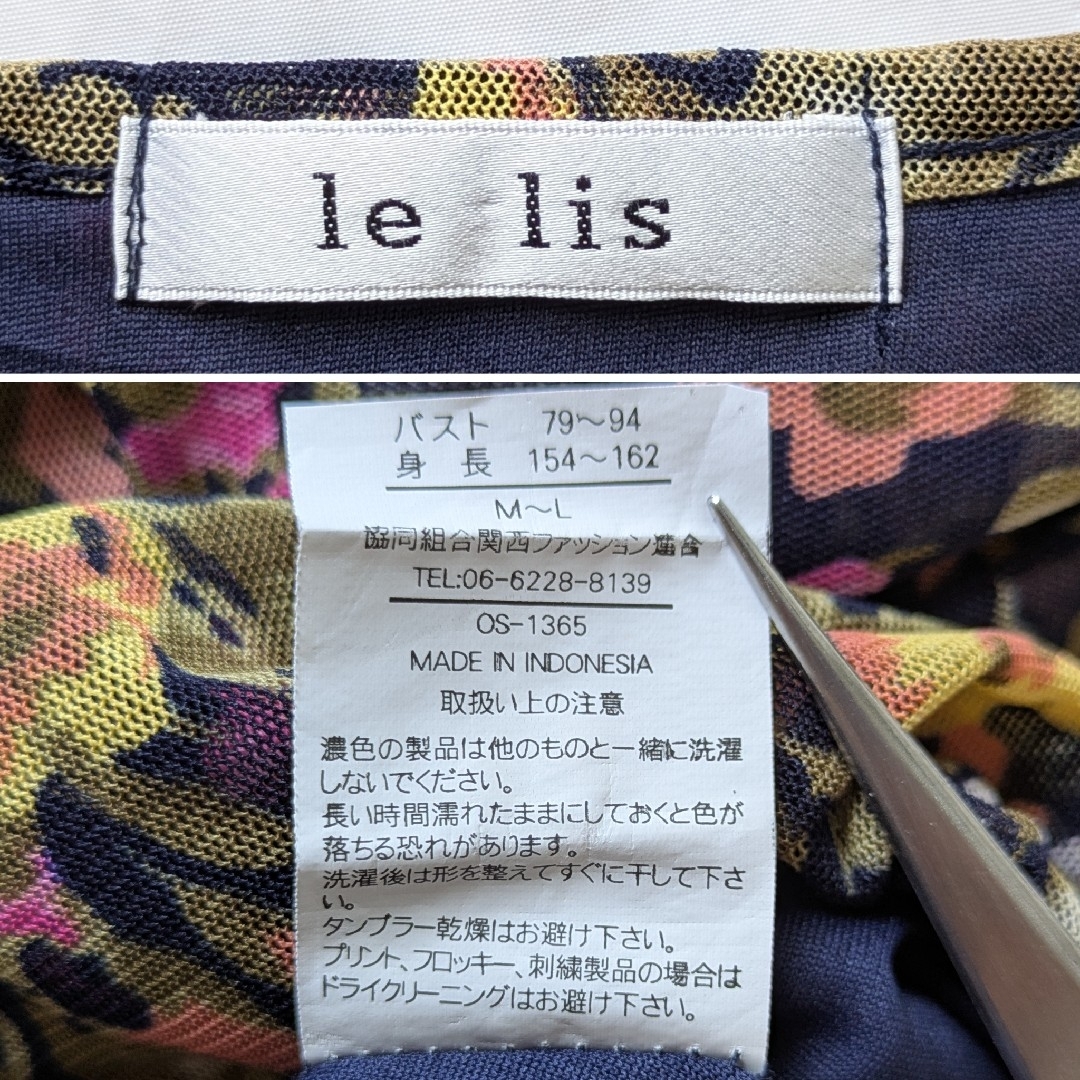 le lis
バスト 79～94
身 長 154～162
M～L
協同組合関西ファッション連合
TEL:06-6228-8139
OS-1365
MADE IN INDONESIA
取扱い上の注意
濃色の製品は他のものと一緒に洗濯
しないでください。
長い時間濡れたままにしておくと色が
落ちる恐れがあります。
洗濯後は形を整えてすぐに干して下さ
い。
タンブラー乾燥はお避け下さい。
プリント、フロッキー、刺繍製品の場合は
ドライクリーニングはお避け下さい。